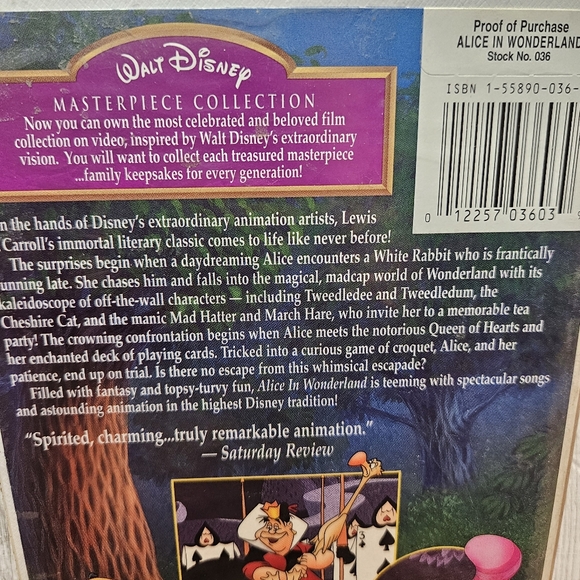 Walt Disney
MASTERPIECE COLLECTION
Now you can own the most celebrated and beloved film
collection on video, inspired by Walt Disney's extraordinary
vision. You will want to collect each treasured masterpiece
...family keepsakes for every generation!
Proof of Purchase
ALICE IN WONDERLAND
Stock No. 036
ISBN 1-55890-036-
0 12257 03603
n the hands of Disney's extraordinary animation artists, Lewis
Carroll's immortal literary classic comes to life like never before!
The surprises begin when a daydreaming Alice encounters a White Rabbit who is frantically
unning late. She chases him and falls into the magical, madcap world of Wonderland with its
kaleidoscope of off-the-wall characters — including Tweedledee and Tweedledum, the
Cheshire Cat, and the manic Mad Hatter and March Hare, who invite her to a memorable tea
party! The crowning confrontation begins when Alice meets the notorious Queen of Hearts and
her enchanted deck of playing cards. Tricked into a curious game of croquet, Alice, and her
patience, end up on trial. Is there no escape from this whimsical escapade?
Filled with fantasy and topsy-turvy fun, Alice In Wonderland is teeming with spectacular songs
and astounding animation in the highest Disney tradition!
"Spirited, charming...truly remarkable animation."
— Saturday Review